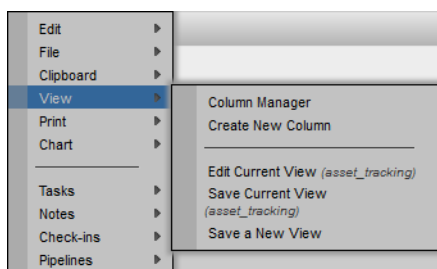 Edit
File
Clipboard
View
Print
Chart
Tasks
Notes
Check-ins
Pipelines
Column Manager
Create New Column
Edit Current View (asset_tracking)
Save Current View
(asset_tracking)
Save a New View